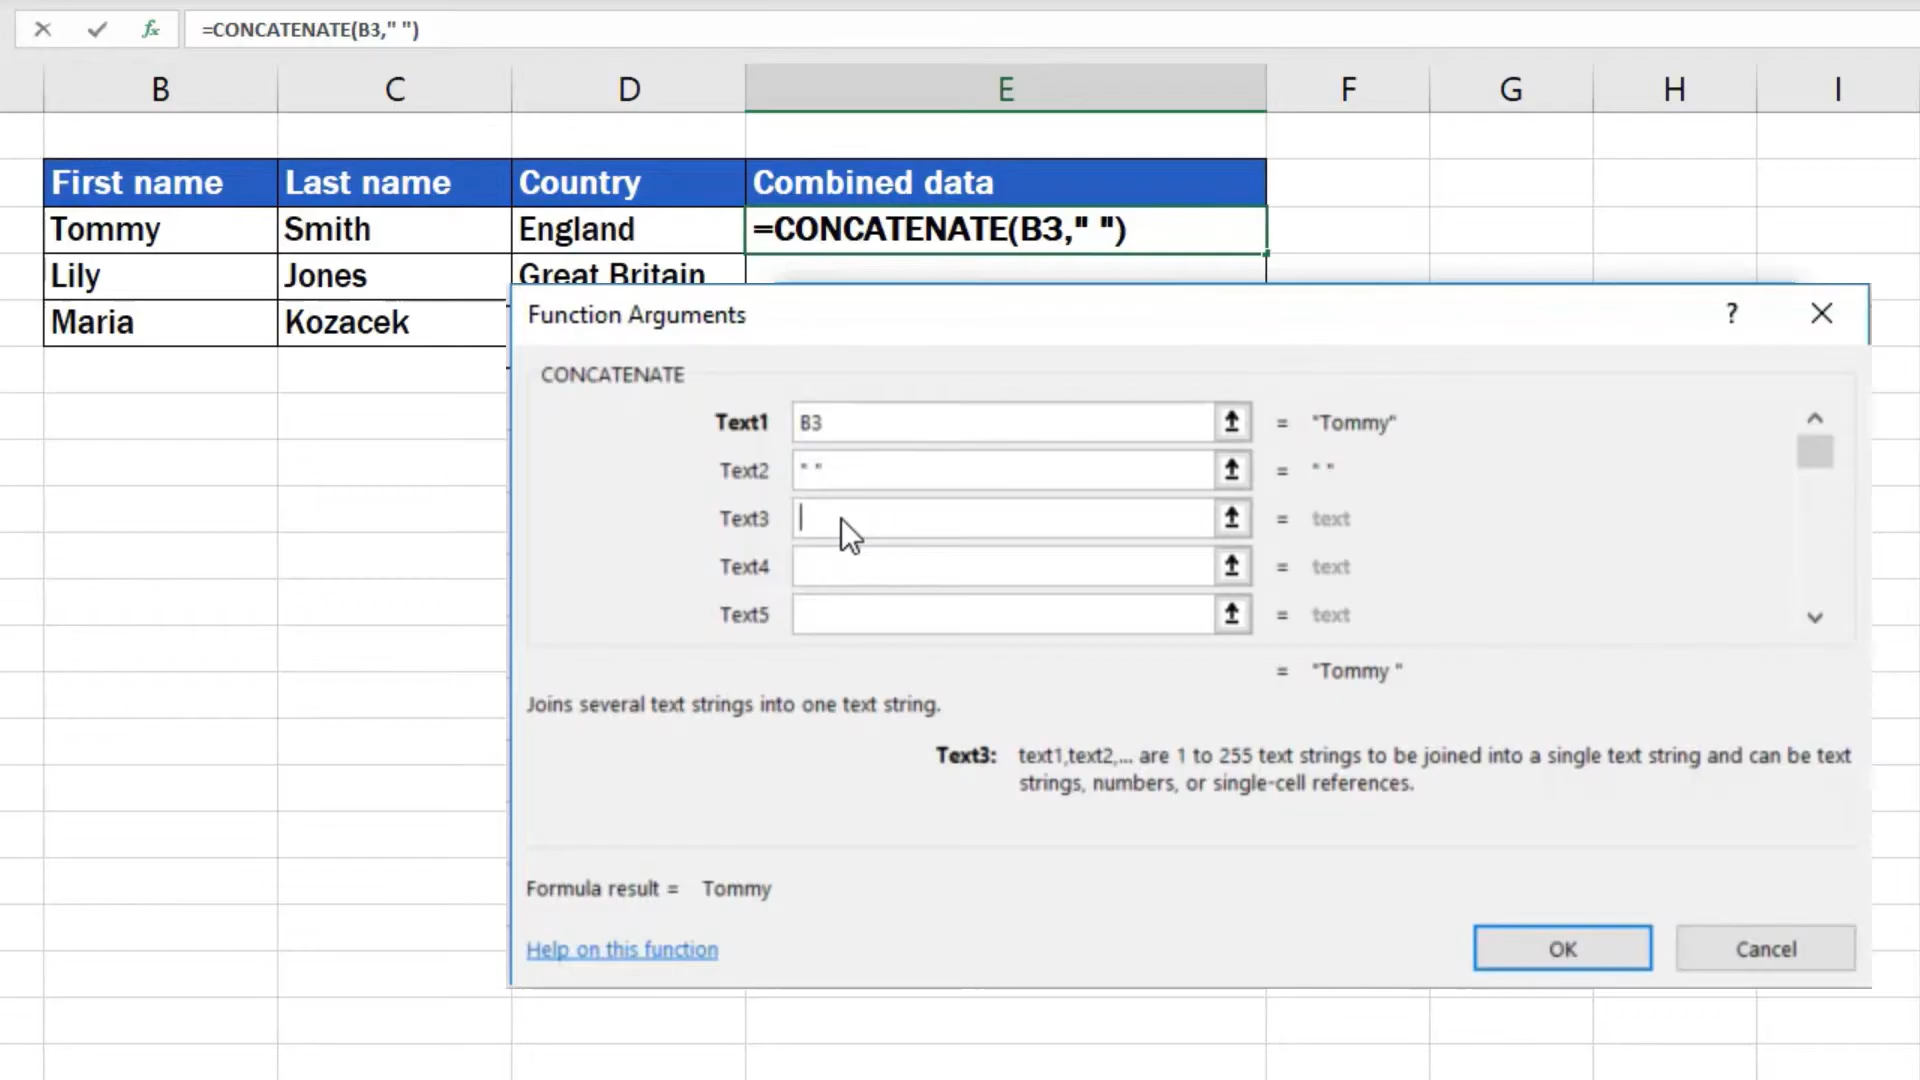 fx =CONCATENATE(B3," ")
B C D E F G H I
First name Last name Country Combined data
Tommy Smith England =CONCATENATE(B3," ")
Lily Jones Great Britain
Maria Kozacek
Function Arguments ?
CONCATENATE
Text1 B3 = "Tommy"
Text2 " " = " "
Text3 = text
Text4 = text
Text5 = text
= "Tommy "
Joins several text strings into one text string.
Text3: text1,text2,... are 1 to 255 text strings to be joined into a single text string and can be text
strings, numbers, or single-cell references.
Formula result = Tommy
Help on this function OK Cancel